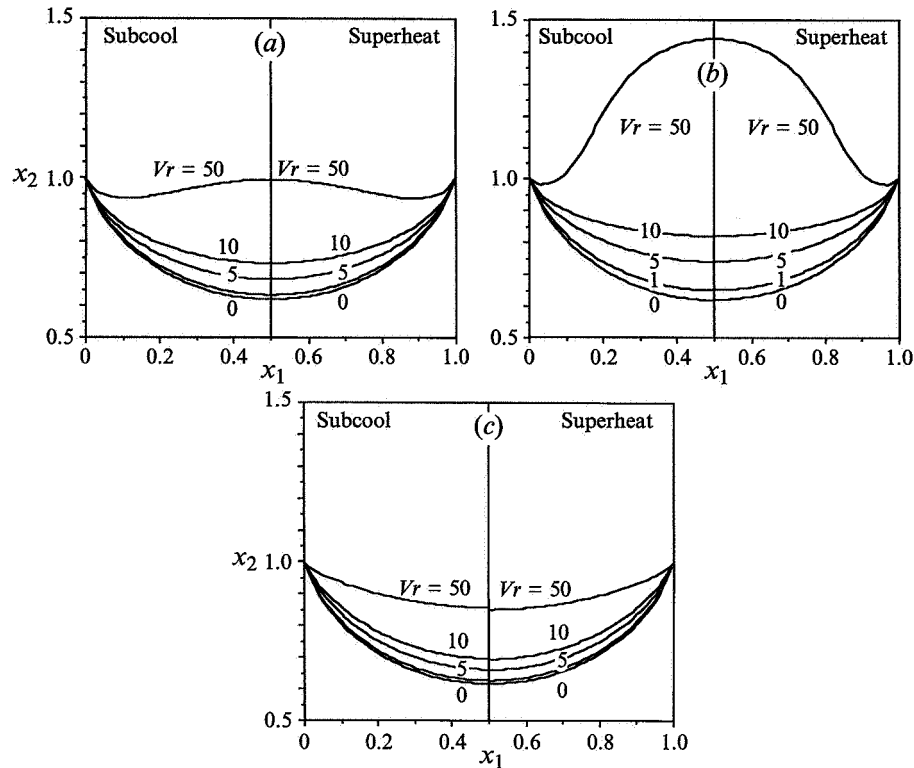 1.5
Subcool (a) Superheat
Vr = 50 Vr = 50
x2 1.0
10 10
5 5
0 0
0.5
0 0.2 0.4 0.6 0.8 1.0
x1
1.5
Subcool (b) Superheat
Vr = 50 Vr = 50
1.0
10 10
5 5
1 1
0 0
0.5
0 0.2 0.4 0.6 0.8 1.0
x1
1.5
Subcool (c) Superheat
x2 1.0
Vr = 50 Vr = 50
10 10
5 5
0 0
0.5
0 0.2 0.4 0.6 0.8 1.0
x1